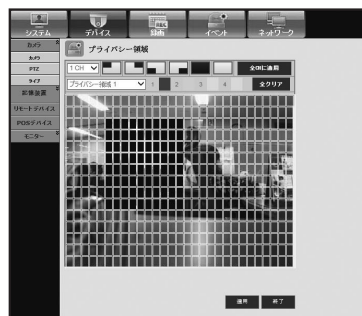 システム デバイス 録画 イベント ネットワーク
カメラ
カメラ
PTZ
ライブ
記憶装置
リモートデバイス
POSデバイス
モニター
プライバシー領域
1 CH 全CHに適用
プライバシー領域 1 1 2 3 4 全クリア
適用 終了